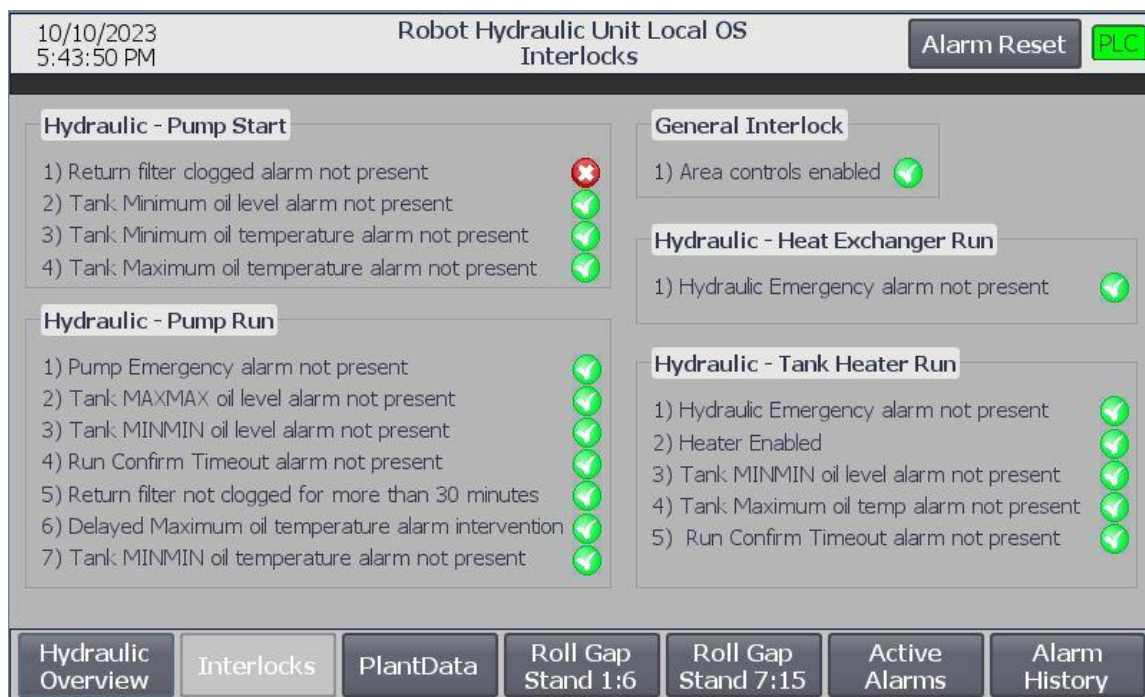 10/10/2023
5:43:50 PM
Robot Hydraulic Unit Local OS
Interlocks
Alarm Reset
PLC
Hydraulic - Pump Start
1) Return filter clogged alarm not present
2) Tank Minimum oil level alarm not present
3) Tank Minimum oil temperature alarm not present
4) Tank Maximum oil temperature alarm not present
Hydraulic - Pump Run
1) Pump Emergency alarm not present
2) Tank MAXMAX oil level alarm not present
3) Tank MINMIN oil level alarm not present
4) Run Confirm Timeout alarm not present
5) Return filter not clogged for more than 30 minutes
6) Delayed Maximum oil temperature alarm intervention
7) Tank MINMIN oil temperature alarm not present
General Interlock
1) Area controls enabled
Hydraulic - Heat Exchanger Run
1) Hydraulic Emergency alarm not present
Hydraulic - Tank Heater Run
1) Hydraulic Emergency alarm not present
2) Heater Enabled
3) Tank MINMIN oil level alarm not present
4) Tank Maximum oil temp alarm not present
5) Run Confirm Timeout alarm not present
Hydraulic
Overview
Interlocks
PlantData
Roll Gap
Stand 1:6
Roll Gap
Stand 7:15
Active
Alarms
Alarm
History